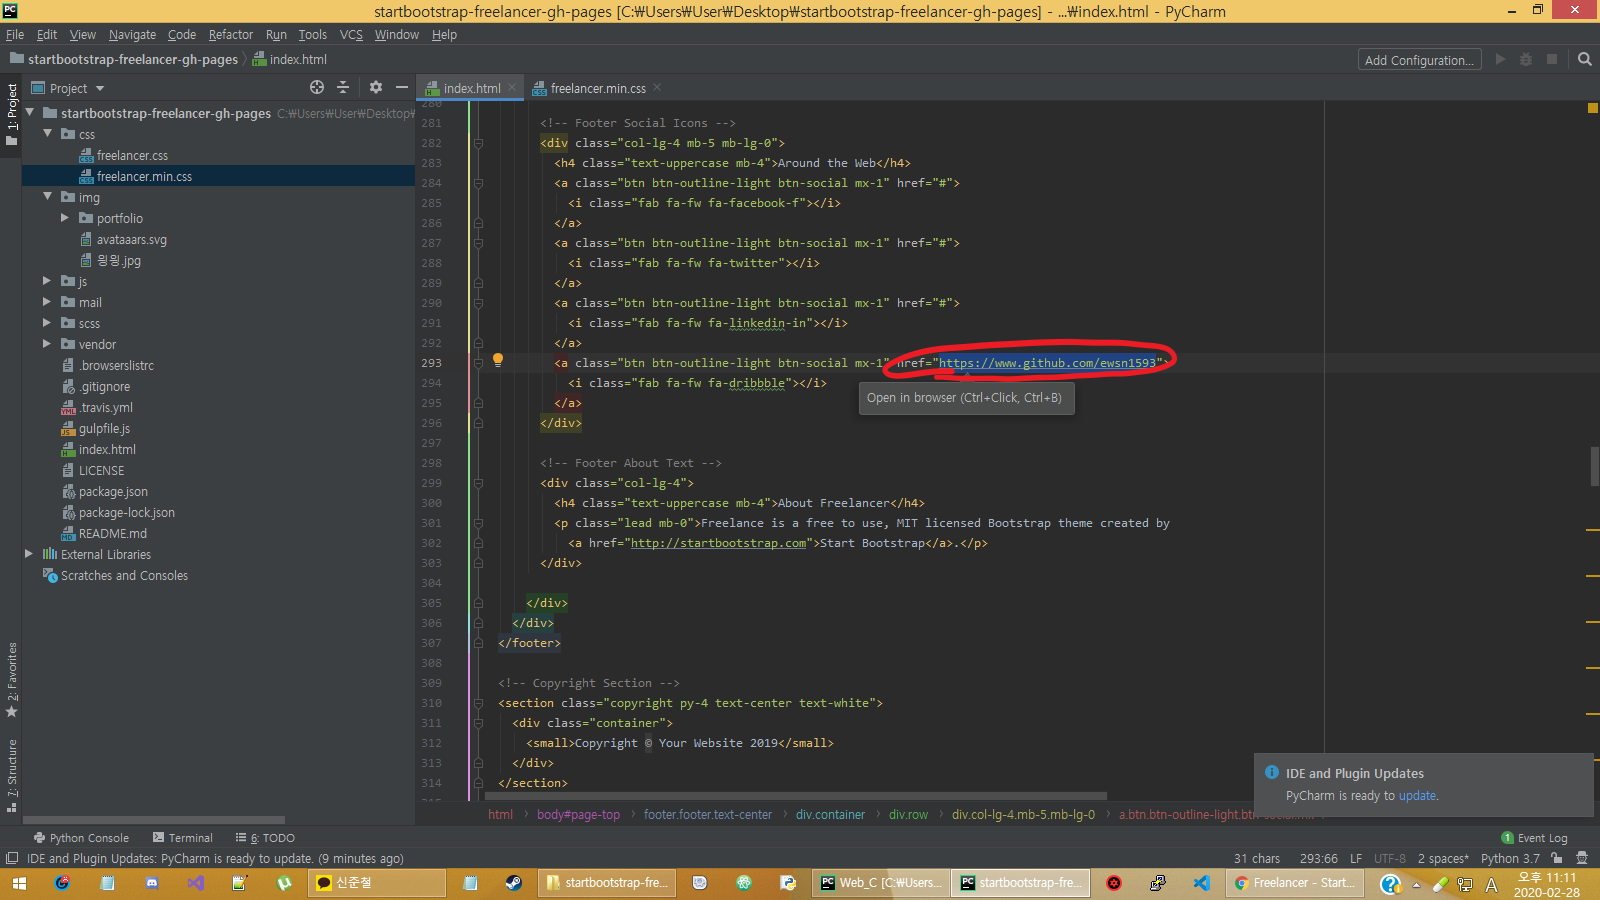 startbootstrap-freelancer-gh-pages [C:₩Users₩User₩Desktop₩startbootstrap-freelancer-gh-pages] - ...₩index.html - PyCharm
File Edit View Navigate Code Refactor Run Tools VCS Window Help
startbootstrap-freelancer-gh-pages index.html
Add Configuration...
1: Project
Project
index.html
freelancer.min.css
startbootstrap-freelancer-gh-pages C:₩Users₩User₩Desktop₩
css
freelancer.css
freelancer.min.css
img
portfolio
avataaars.svg
윙윙.jpg
js
mail
scss
vendor
.browserslistrc
.gitignore
.travis.yml
gulpfile.js
index.html
LICENSE
package.json
package-lock.json
README.md
External Libraries
Scratches and Consoles
2: Favorites
7: Structure
280
281 <!-- Footer Social Icons -->
282 <div class="col-lg-4 mb-5 mb-lg-0">
283 <h4 class="text-uppercase mb-4">Around the Web</h4>
284 <a class="btn btn-outline-light btn-social mx-1" href="#">
285 <i class="fab fa-fw fa-facebook-f"></i>
286 </a>
287 <a class="btn btn-outline-light btn-social mx-1" href="#">
288 <i class="fab fa-fw fa-twitter"></i>
289 </a>
290 <a class="btn btn-outline-light btn-social mx-1" href="#">
291 <i class="fab fa-fw fa-linkedin-in"></i>
292 </a>
293 <a class="btn btn-outline-light btn-social mx-1" href="https://www.github.com/ewsn1593">
294 <i class="fab fa-fw fa-dribbble"></i>
Open in browser (Ctrl+Click, Ctrl+B)
295 </a>
296 </div>
297
298 <!-- Footer About Text -->
299 <div class="col-lg-4">
300 <h4 class="text-uppercase mb-4">About Freelancer</h4>
301 <p class="lead mb-0">Freelance is a free to use, MIT licensed Bootstrap theme created by
302 <a href="http://startbootstrap.com">Start Bootstrap</a>.</p>
303 </div>
304
305 </div>
306 </div>
307 </footer>
308
309 <!-- Copyright Section -->
310 <section class="copyright py-4 text-center text-white">
311 <div class="container">
312 <small>Copyright © Your Website 2019</small>
313 </div>
314 </section>
IDE and Plugin Updates
PyCharm is ready to update.
html body#page-top footer.footer.text-center div.container div.row div.col-lg-4.mb-5.mb-lg-0 a.btn.btn-outline-light.bt
Python Console Terminal 6: TODO
1 Event Log
IDE and Plugin Updates: PyCharm is ready to update. (9 minutes ago)
31 chars 293:66 LF UTF-8 2 spaces* Python 3.7
신준철
startbootstrap-fre...
Web_C [C:₩Users...
startbootstrap-fre...
Freelancer - Start...
A
오후 11:11
2020-02-28